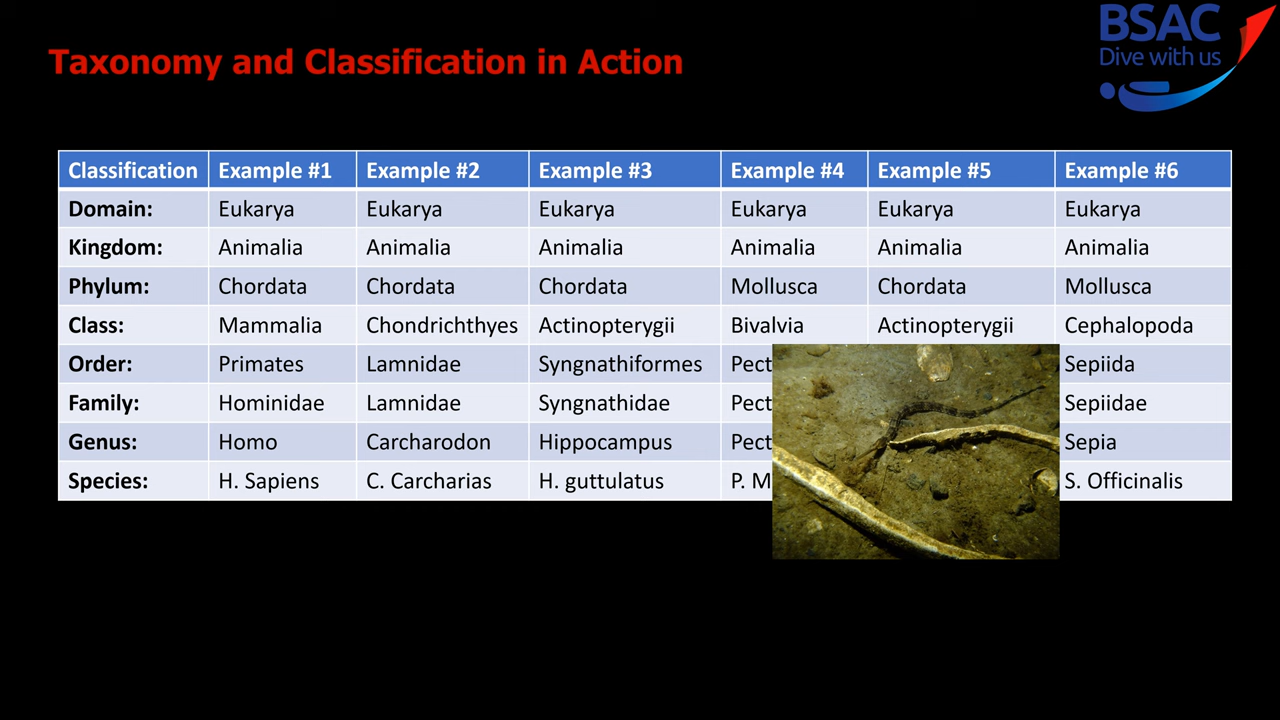 BSAC
Dive with us
Taxonomy and Classification in Action
Classification Example #1 Example #2 Example #3 Example #4 Example #5 Example #6
Domain: Eukarya Eukarya Eukarya Eukarya Eukarya Eukarya
Kingdom: Animalia Animalia Animalia Animalia Animalia Animalia
Phylum: Chordata Chordata Chordata Mollusca Chordata Mollusca
Class: Mammalia Chondrichthyes Actinopterygii Bivalvia Actinopterygii Cephalopoda
Order: Primates Lamnidae Syngnathiformes Pect Sepiida
Family: Hominidae Lamnidae Syngnathidae Pect Sepiidae
Genus: Homo Carcharodon Hippocampus Pect Sepia
Species: H. Sapiens C. Carcharias H. guttulatus P. M S. Officinalis